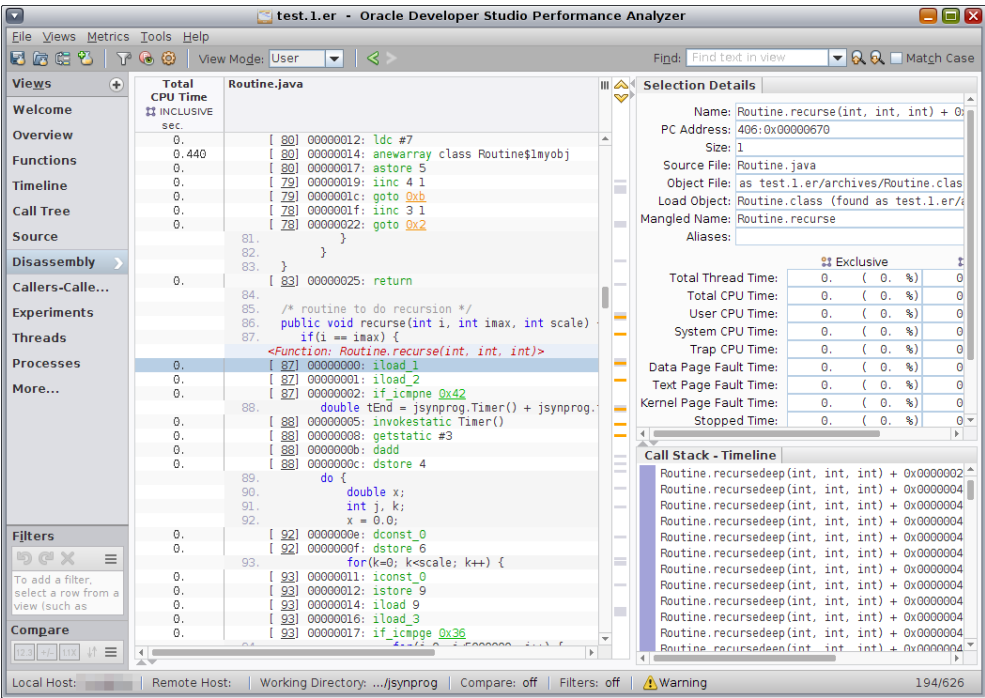 test.1.er - Oracle Developer Studio Performance Analyzer
File Views Metrics Tools Help
View Mode: User
Find: Find text in view
Match Case
Views
Welcome
Overview
Functions
Timeline
Call Tree
Source
Disassembly
Callers-Calle...
Experiments
Threads
Processes
More...
Filters
To add a filter,
select a row from a
view (such as
Compare
12.3 +/- 1.1X
Total
CPU Time
INCLUSIVE
sec.
Routine.java
0. [ 80] 00000012: ldc #7
0.440 [ 80] 00000014: anewarray class Routine$1myobj
0. [ 80] 00000017: astore 5
0. [ 79] 00000019: iinc 4 1
0. [ 79] 0000001c: goto 0xb
0. [ 78] 0000001f: iinc 3 1
0. [ 78] 00000022: goto 0x2
81. }
82. }
83. }
0. [ 83] 00000025: return
84.
85. /* routine to do recursion */
86. public void recurse(int i, int imax, int scale)
87. if(i == imax) {
<Function: Routine.recurse(int, int, int)>
0. [ 87] 00000000: iload_1
0. [ 87] 00000001: iload_2
0. [ 87] 00000002: if_icmpne 0x42
88. double tEnd = jsynprog.Timer() + jsynprog.
0. [ 88] 00000005: invokestatic Timer()
0. [ 88] 00000008: getstatic #3
0. [ 88] 0000000b: dadd
0. [ 88] 0000000c: dstore 4
89. do {
90. double x;
91. int j, k;
92. x = 0.0;
0. [ 92] 0000000e: dconst_0
0. [ 92] 0000000f: dstore 6
93. for(k=0; k<scale; k++) {
0. [ 93] 00000011: iconst_0
0. [ 93] 00000012: istore 9
0. [ 93] 00000014: iload 9
0. [ 93] 00000016: iload_3
0. [ 93] 00000017: if_icmpge 0x36
Selection Details
Name: Routine.recurse(int, int, int) + 0
PC Address: 406:0x00000670
Size: 1
Source File: Routine.java
Object File: as test.1.er/archives/Routine.clas
Load Object: Routine.class (found as test.1.er/
Mangled Name: Routine.recurse
Aliases:
Exclusive
Total Thread Time: 0. ( 0. %) 0
Total CPU Time: 0. ( 0. %) 0
User CPU Time: 0. ( 0. %) 0
System CPU Time: 0. ( 0. %) 0
Trap CPU Time: 0. ( 0. %) 0
Data Page Fault Time: 0. ( 0. %) 0
Text Page Fault Time: 0. ( 0. %) 0
Kernel Page Fault Time: 0. ( 0. %) 0
Stopped Time: 0. ( 0. %) 0
Call Stack - Timeline
Routine.recursedeep(int, int, int) + 0x0000002
Routine.recursedeep(int, int, int) + 0x0000004
Routine.recursedeep(int, int, int) + 0x0000004
Routine.recursedeep(int, int, int) + 0x0000004
Routine.recursedeep(int, int, int) + 0x0000004
Routine.recursedeep(int, int, int) + 0x0000004
Routine.recursedeep(int, int, int) + 0x0000004
Routine.recursedeep(int, int, int) + 0x0000004
Routine.recursedeep(int, int, int) + 0x0000004
Routine.recursedeep(int, int, int) + 0x0000004
Routine.recursedeep(int, int, int) + 0x0000004
Routine.recursedeep(int, int, int) + 0x0000004
Local Host: Remote Host: Working Directory: .../jsynprog Compare: off Filters: off Warning 194/626